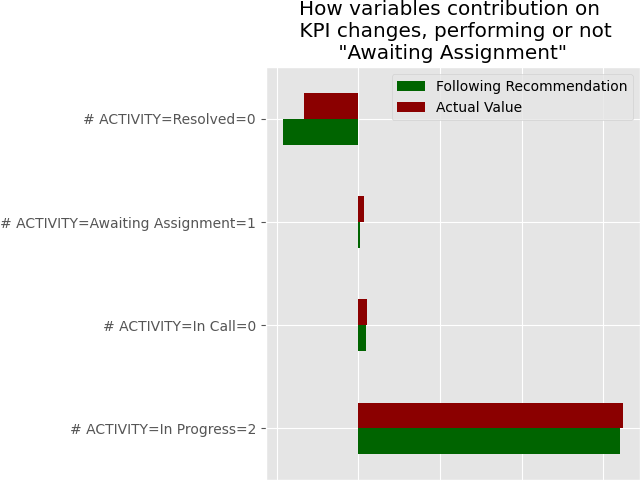 How variables contribution on
KPI changes, performing or not
"Awaiting Assignment"
Following Recommendation
Actual Value
# ACTIVITY=Resolved=0
# ACTIVITY=Awaiting Assignment=1
# ACTIVITY=In Call=0
# ACTIVITY=In Progress=2